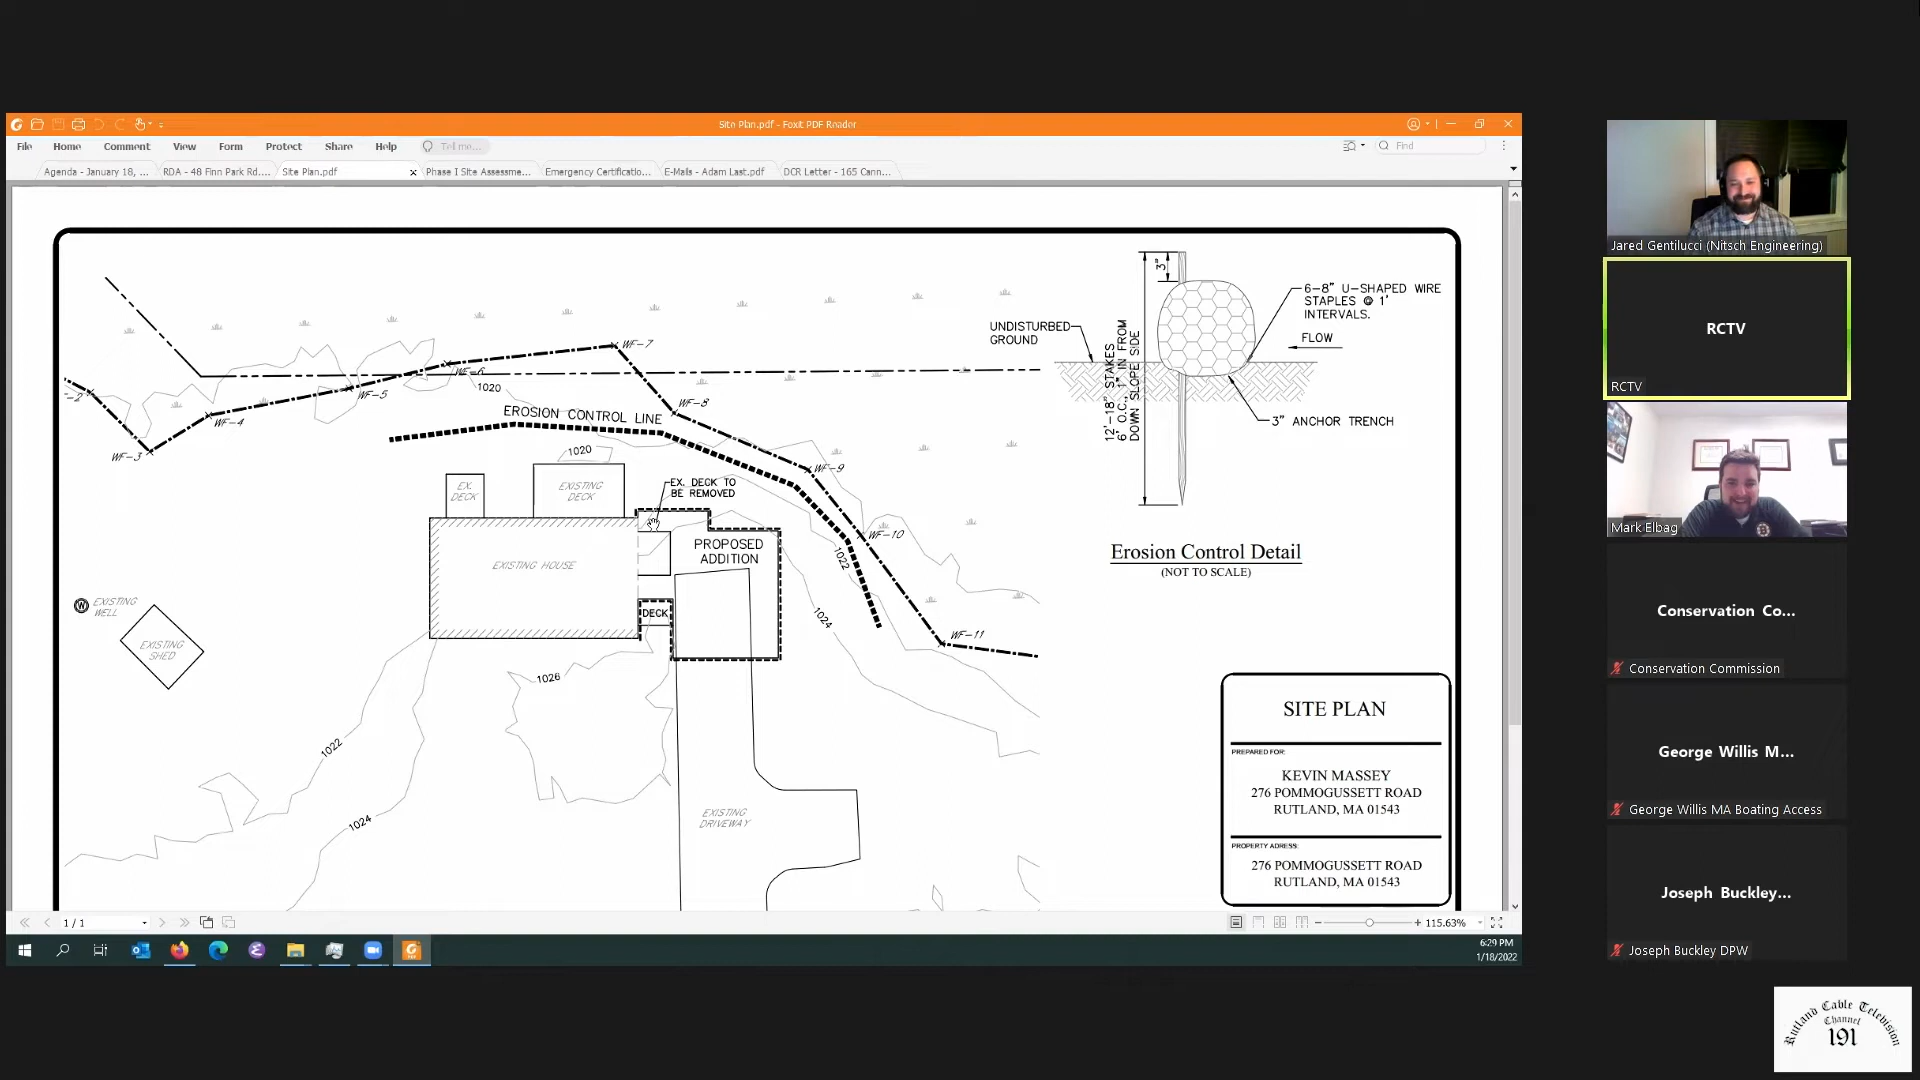 Site Plan.pdf - Foxit PDF Reader
File Home Comment View Form Protect Share Help Tell me... Find
Agenda - January 18, ... RDA - 48 Finn Park Rd.... Site Plan.pdf Phase I Site Assessme... Emergency Certificatio... E-Mails - Adam Last.pdf DCR Letter - 165 Cann...
WF-3
WF-4
WF-5
WF-6
WF-7
WF-8
WF-9
WF-10
WF-11
1020
EROSION CONTROL LINE
1020
EX.
DECK
EXISTING
DECK
EX. DECK TO
BE REMOVED
EXISTING HOUSE
PROPOSED
ADDITION
DECK
EXISTING
WELL
W
EXISTING
SHED
1022
1024
1026
1022
1024
EXISTING
DRIVEWAY
3"
UNDISTURBED
GROUND
12'-18" STAKES
6' O.C., 1" IN FROM
DOWN SLOPE SIDE
6-8" U-SHAPED WIRE
STAPLES @ 1'
INTERVALS.
FLOW
3" ANCHOR TRENCH
Erosion Control Detail
(NOT TO SCALE)
SITE PLAN
PREPARED FOR:
KEVIN MASSEY
276 POMMOGUSSETT ROAD
RUTLAND, MA 01543
PROPERTY ADRESS:
276 POMMOGUSSETT ROAD
RUTLAND, MA 01543
1 / 1
115.63%
6:29 PM
1/18/2022
Jared Gentilucci (Nitsch Engineering)
RCTV
RCTV
Mark Elbag
Conservation Co...
Conservation Commission
George Willis M...
George Willis MA Boating Access
Joseph Buckley...
Joseph Buckley DPW
Rutland Cable Television
Channel
191